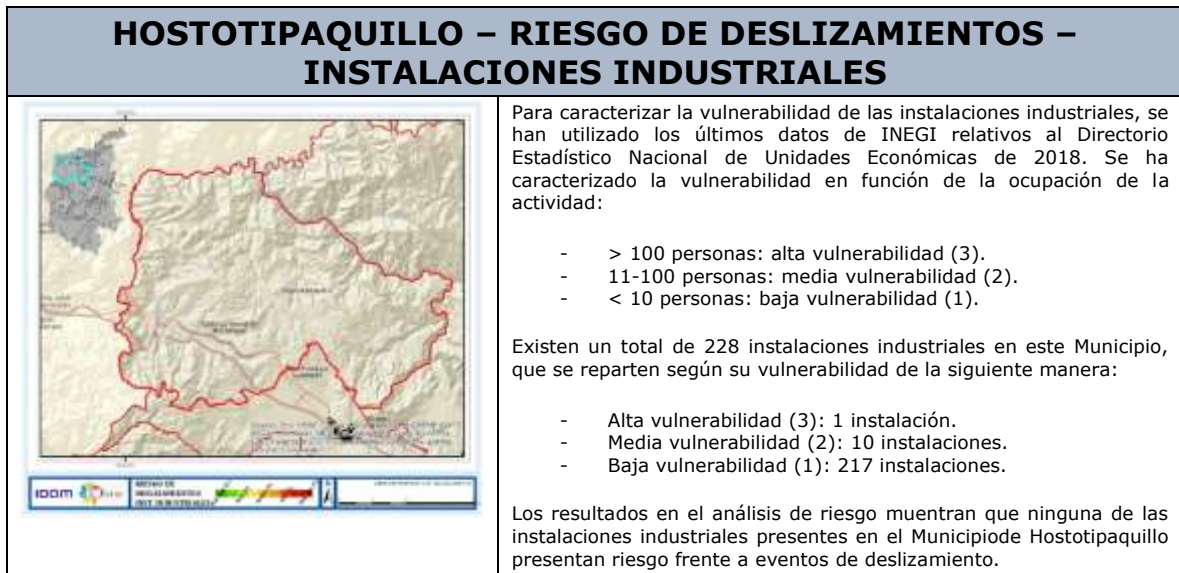 HOSTOTIPAQUILLO – RIESGO DE DESLIZAMIENTOS –
INSTALACIONES INDUSTRIALES
Para caracterizar la vulnerabilidad de las instalaciones industriales, se
han utilizado los últimos datos de INEGI relativos al Directorio
Estadístico Nacional de Unidades Económicas de 2018. Se ha
caracterizado la vulnerabilidad en función de la ocupación de la
actividad:
- > 100 personas: alta vulnerabilidad (3).
- 11-100 personas: media vulnerabilidad (2).
- < 10 personas: baja vulnerabilidad (1).
Existen un total de 228 instalaciones industriales en este Municipio,
que se reparten según su vulnerabilidad de la siguiente manera:
- Alta vulnerabilidad (3): 1 instalación.
- Media vulnerabilidad (2): 10 instalaciones.
- Baja vulnerabilidad (1): 217 instalaciones.
Los resultados en el análisis de riesgo muentran que ninguna de las
instalaciones industriales presentes en el Municipiode Hostotipaquillo
presentan riesgo frente a eventos de deslizamiento.
IDOM
RIESGO DE
DESLIZAMIENTOS
INST INDUSTRIALES